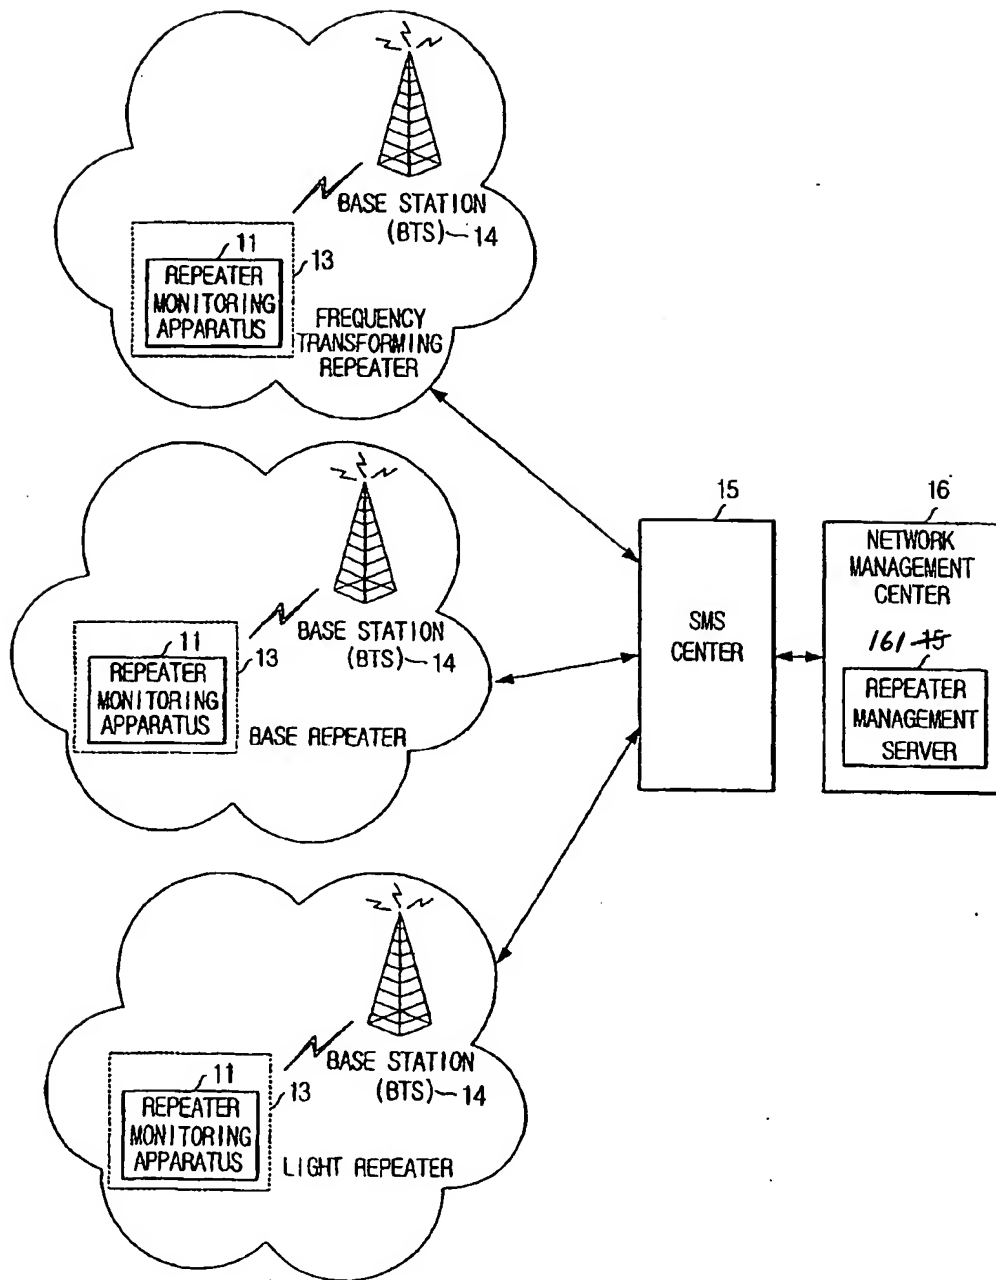 BASE STATION
(BTS) 14
11
13
REPEATER
MONITORING
APPARATUS
FREQUENCY
TRANSFORMING
REPEATER
BASE STATION
(BTS) 14
11
13
REPEATER
MONITORING
APPARATUS
BASE REPEATER
BASE STATION
(BTS) 14
11
13
REPEATER
MONITORING
APPARATUS
LIGHT REPEATER
15
SMS
CENTER
16
NETWORK
MANAGEMENT
CENTER
161 15
REPEATER
MANAGEMENT
SERVER